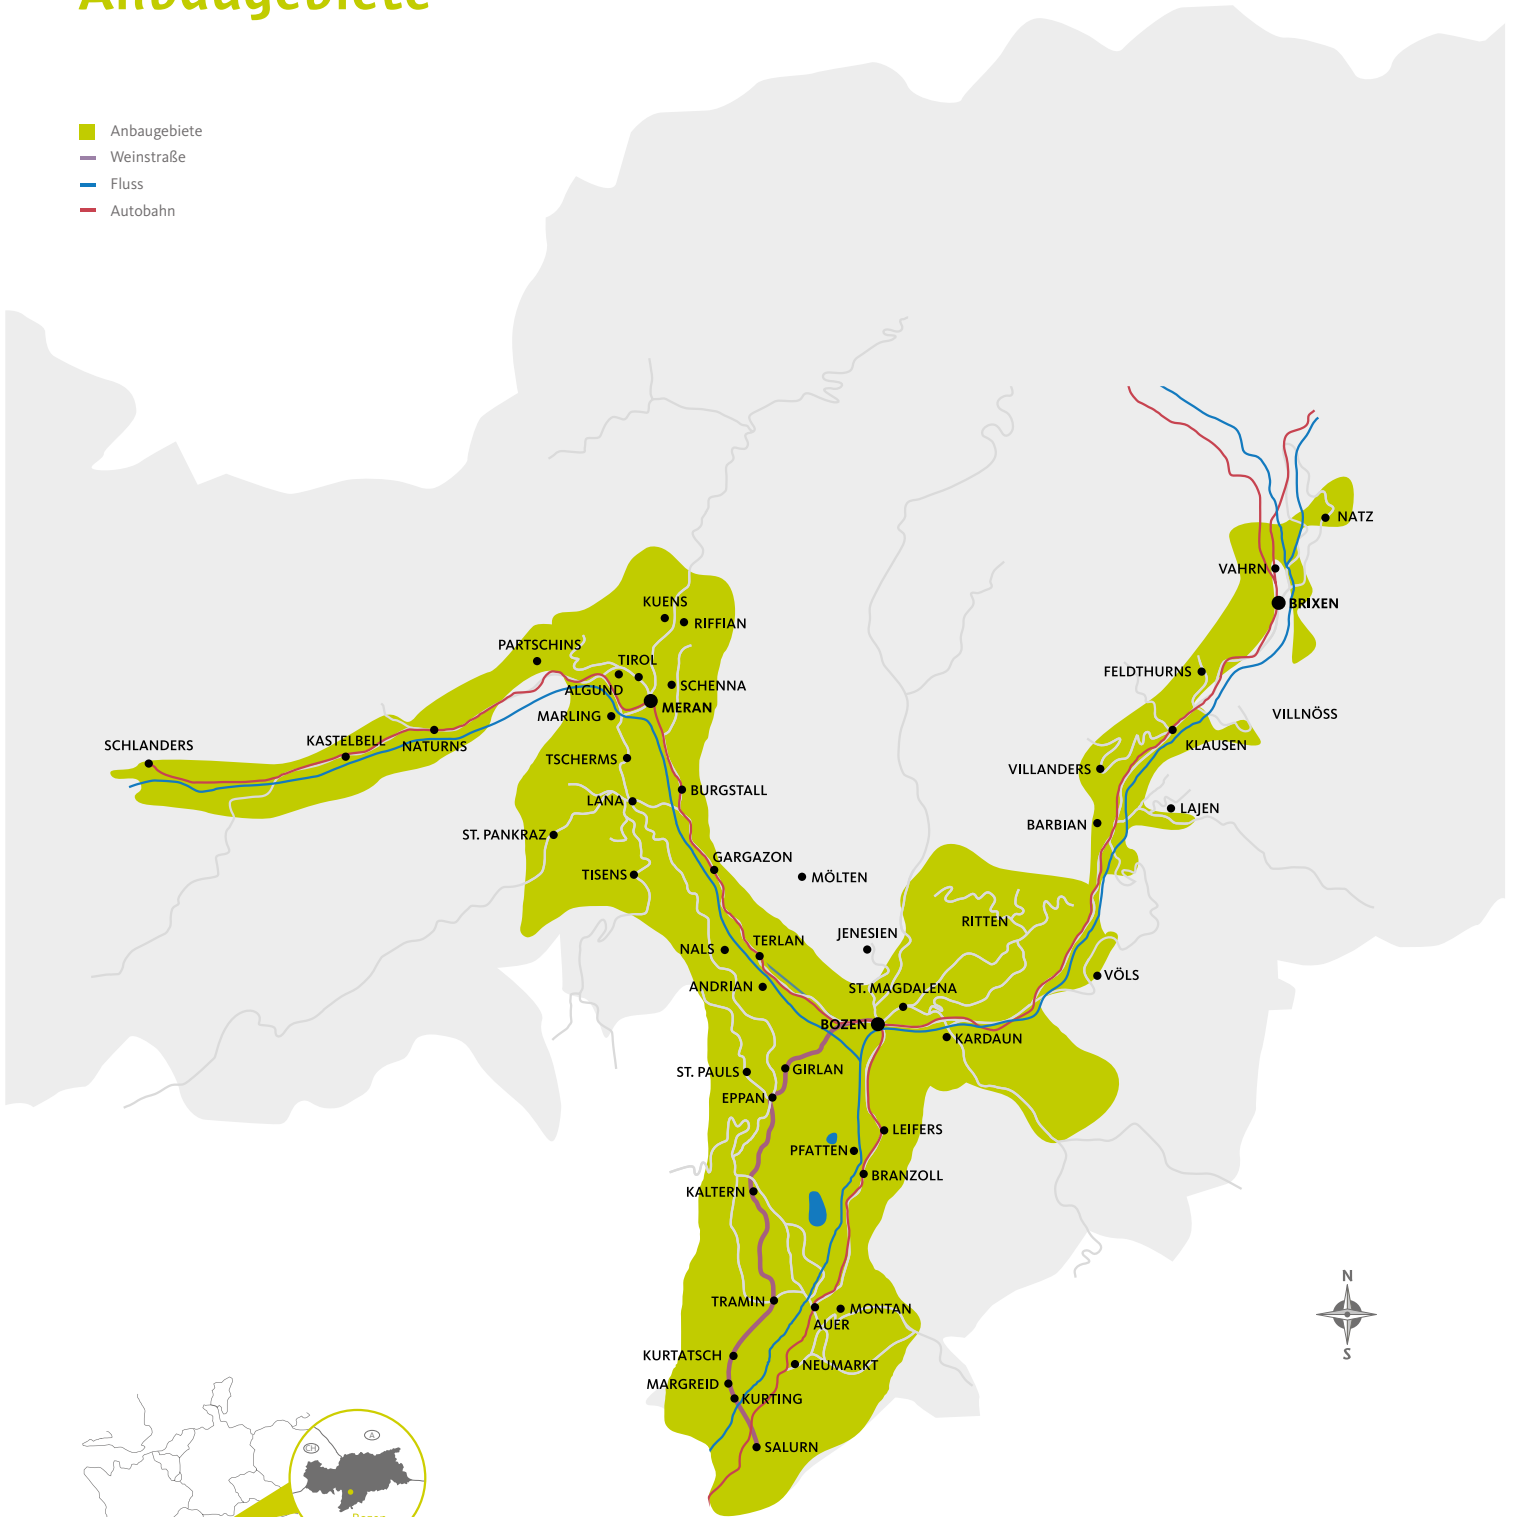 Anbaugebiete
Anbaugebiete
Weinstraße
Fluss
Autobahn
NATZ
VAHRN
BRIXEN
KUENS
RIFFIAN
PARTSCHINS
TIROL
FELDTHURNS
ALGUND
SCHENNA
MERAN
MARLING
VILLNÖSS
SCHLANDERS
KASTELBELL
NATURNS
KLAUSEN
TSCHERMS
VILLANDERS
BURGSTALL
LANA
LAJEN
ST. PANKRAZ
BARBIAN
GARGAZON
TISENS
MÖLTEN
RITTEN
JENESIEN
NALS
TERLAN
VÖLS
ANDRIAN
ST. MAGDALENA
BOZEN
KARDAUN
ST. PAULS
GIRLAN
EPPAN
LEIFERS
PFATTEN
BRANZOLL
KALTERN
N
TRAMIN
MONTAN
AUER
S
KURTATSCH
NEUMARKT
MARGREID
KURTING
A
CH
SALURN
Bozen